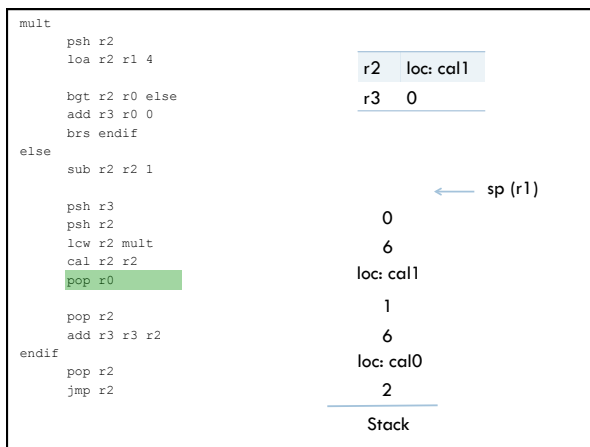 mult
psh r2
loa r2 r1 4
bgt r2 r0 else
add r3 r0 0
brs endif
else
sub r2 r2 1
psh r3
psh r2
lcw r2 mult
cal r2 r2
pop r0
pop r2
add r3 r3 r2
endif
pop r2
jmp r2
r2 loc: cal1
r3 0
sp (r1)
0
6
loc: cal1
1
6
loc: cal0
2
Stack